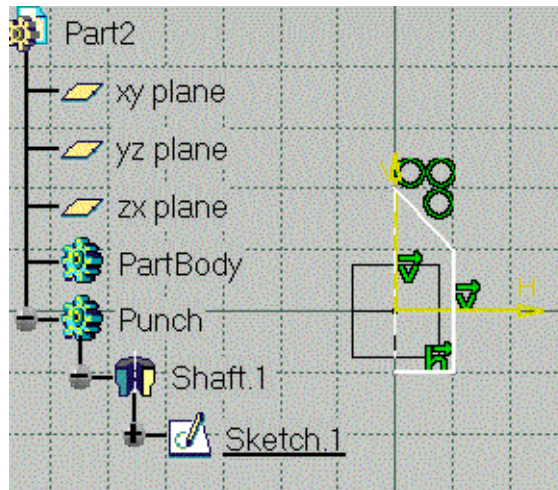 Part2
xy plane
yz plane
zx plane
PartBody
Punch
Shaft.1
Sketch.1
V
H
V
V
H